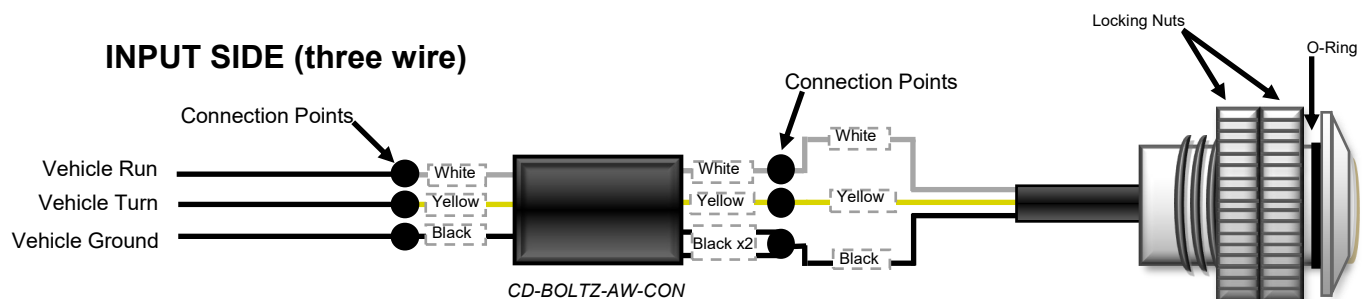 Locking Nuts
O-Ring
INPUT SIDE (three wire)
Connection Points
Connection Points
Vehicle Run
White
White
White
Vehicle Turn
Yellow
Yellow
Yellow
Vehicle Ground
Black
Black x2
Black
CD-BOLTZ-AW-CON